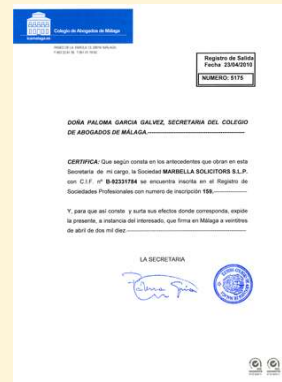 Colegio de Abogados de Málaga
Registro de Salida
Fecha 23/04/2010
NUMERO: 5175
DOÑA PALOMA GARCIA GALVEZ, SECRETARIA DEL COLEGIO
DE ABOGADOS DE MÁLAGA.
CERTIFICA: Que según consta en los antecedentes que obran en esta
Secretaria de mi cargo, la Sociedad MARBELLA SOLICITORS S.L.P.
con C.I.F. nº B-92331784 se encuentra inscrita en el Registro de
Sociedades Profesionales con numero de inscripción 159,
Y, para que así conste y surta sus efectos donde corresponda, expide
la presente, a instancia del interesado, que firma en Málaga a veintitres
de abril de dos mil diez
LA SECRETARIA